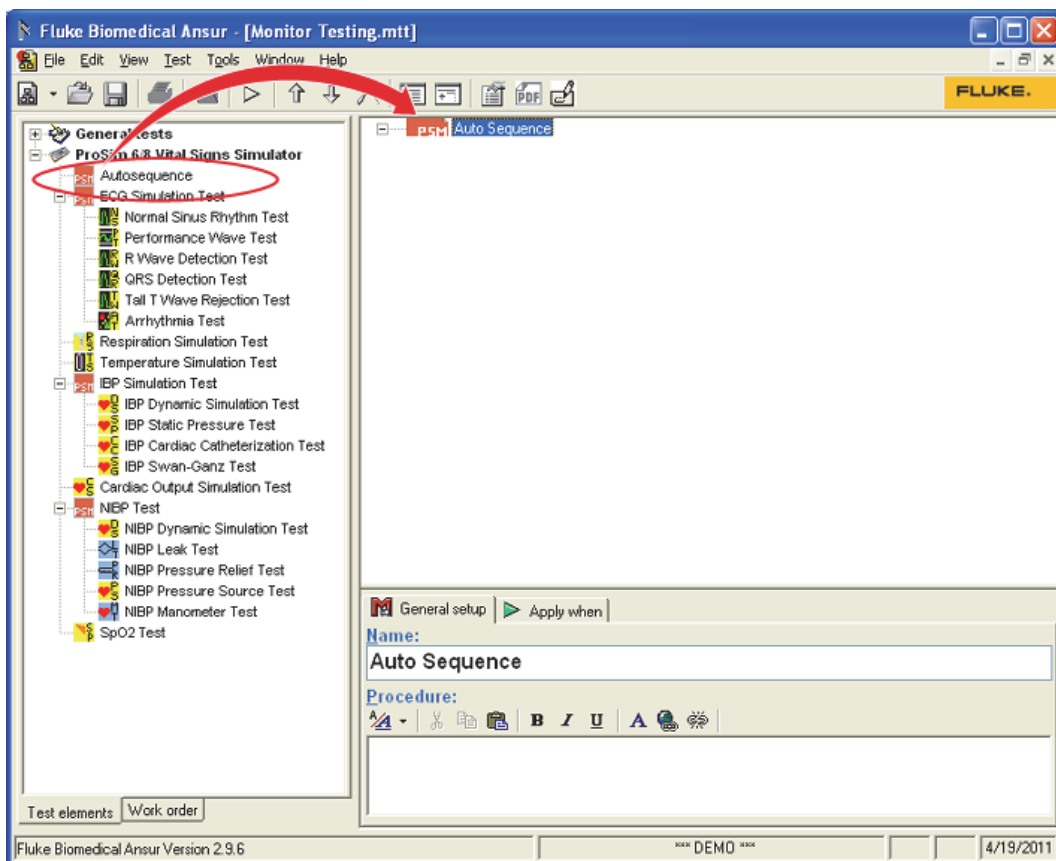 Fluke Biomedical Ansur - [Monitor Testing.mtt]
File Edit View Test Tools Window Help
PDF
FLUKE.
General tests
ProSim 6/8 Vital Signs Simulator
PSM Autosequence
PSM ECG Simulation Test
Normal Sinus Rhythm Test
Performance Wave Test
R Wave Detection Test
QRS Detection Test
Tall T Wave Rejection Test
Arrhythmia Test
Respiration Simulation Test
Temperature Simulation Test
PSM IBP Simulation Test
IBP Dynamic Simulation Test
IBP Static Pressure Test
IBP Cardiac Catheterization Test
IBP Swan-Ganz Test
Cardiac Output Simulation Test
PSM NIBP Test
NIBP Dynamic Simulation Test
NIBP Leak Test
NIBP Pressure Relief Test
NIBP Pressure Source Test
NIBP Manometer Test
SpO2 Test
Test elements Work order
PSM Auto Sequence
General setup Apply when
Name:
Auto Sequence
Procedure:
B I U A
Fluke Biomedical Ansur Version 2.9.6 *** DEMO *** 4/19/2011